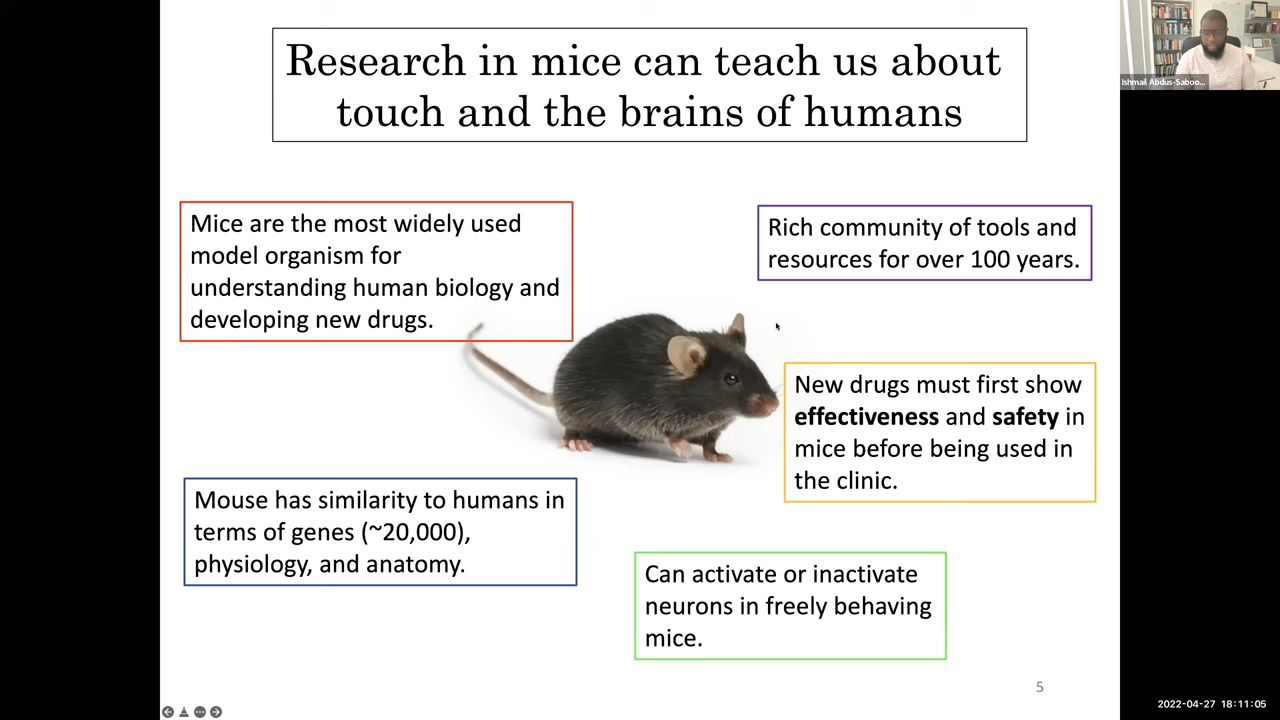 Research in mice can teach us about
touch and the brains of humans
Ishmail Abdus-Saboo...
Mice are the most widely used
model organism for
understanding human biology and
developing new drugs.
Rich community of tools and
resources for over 100 years.
New drugs must first show
effectiveness and safety in
mice before being used in
the clinic.
Mouse has similarity to humans in
terms of genes (~20,000),
physiology, and anatomy.
Can activate or inactivate
neurons in freely behaving
mice.
5
2022-04-27 18:11:05